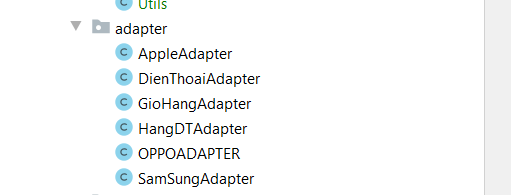 Utils
adapter
C AppleAdapter
C DienThoaiAdapter
C GioHangAdapter
C HangDTAdapter
C OPPOADAPTER
C SamSungAdapter